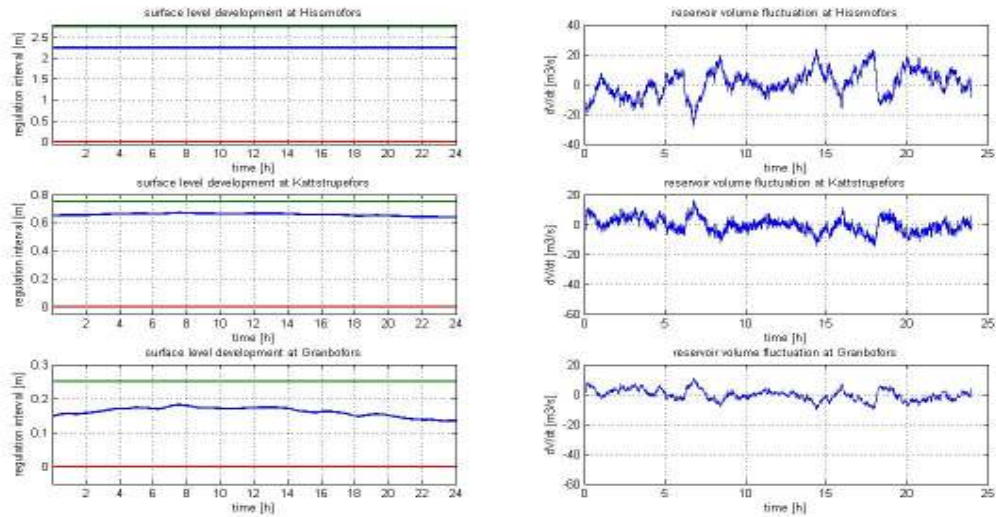 surface level development at Hissmofors
regulation interval [m]
2.5
2
1.5
1
0.5
0
2 4 6 8 10 12 14 16 18 20 22 24
time [h]
reservoir volume fluctuation at Hissmofors
dV/dt [m3/s]
40
20
0
-20
-40
0 5 10 15 20 25
time [h]
surface level development at Kattstrupefors
regulation interval [m]
0.8
0.6
0.4
0.2
0
2 4 6 8 10 12 14 16 18 20 22 24
time [h]
reservoir volume fluctuation at Kattstrupefors
dV/dt [m3/s]
20
0
-20
-40
-60
0 5 10 15 20 25
time [h]
surface level development at Granbofors
regulation interval [m]
0.3
0.2
0.1
0
2 4 6 8 10 12 14 16 18 20 22 24
time [h]
reservoir volume fluctuation at Granbofors
dV/dt [m3/s]
20
0
-20
-40
-60
0 5 10 15 20 25
time [h]